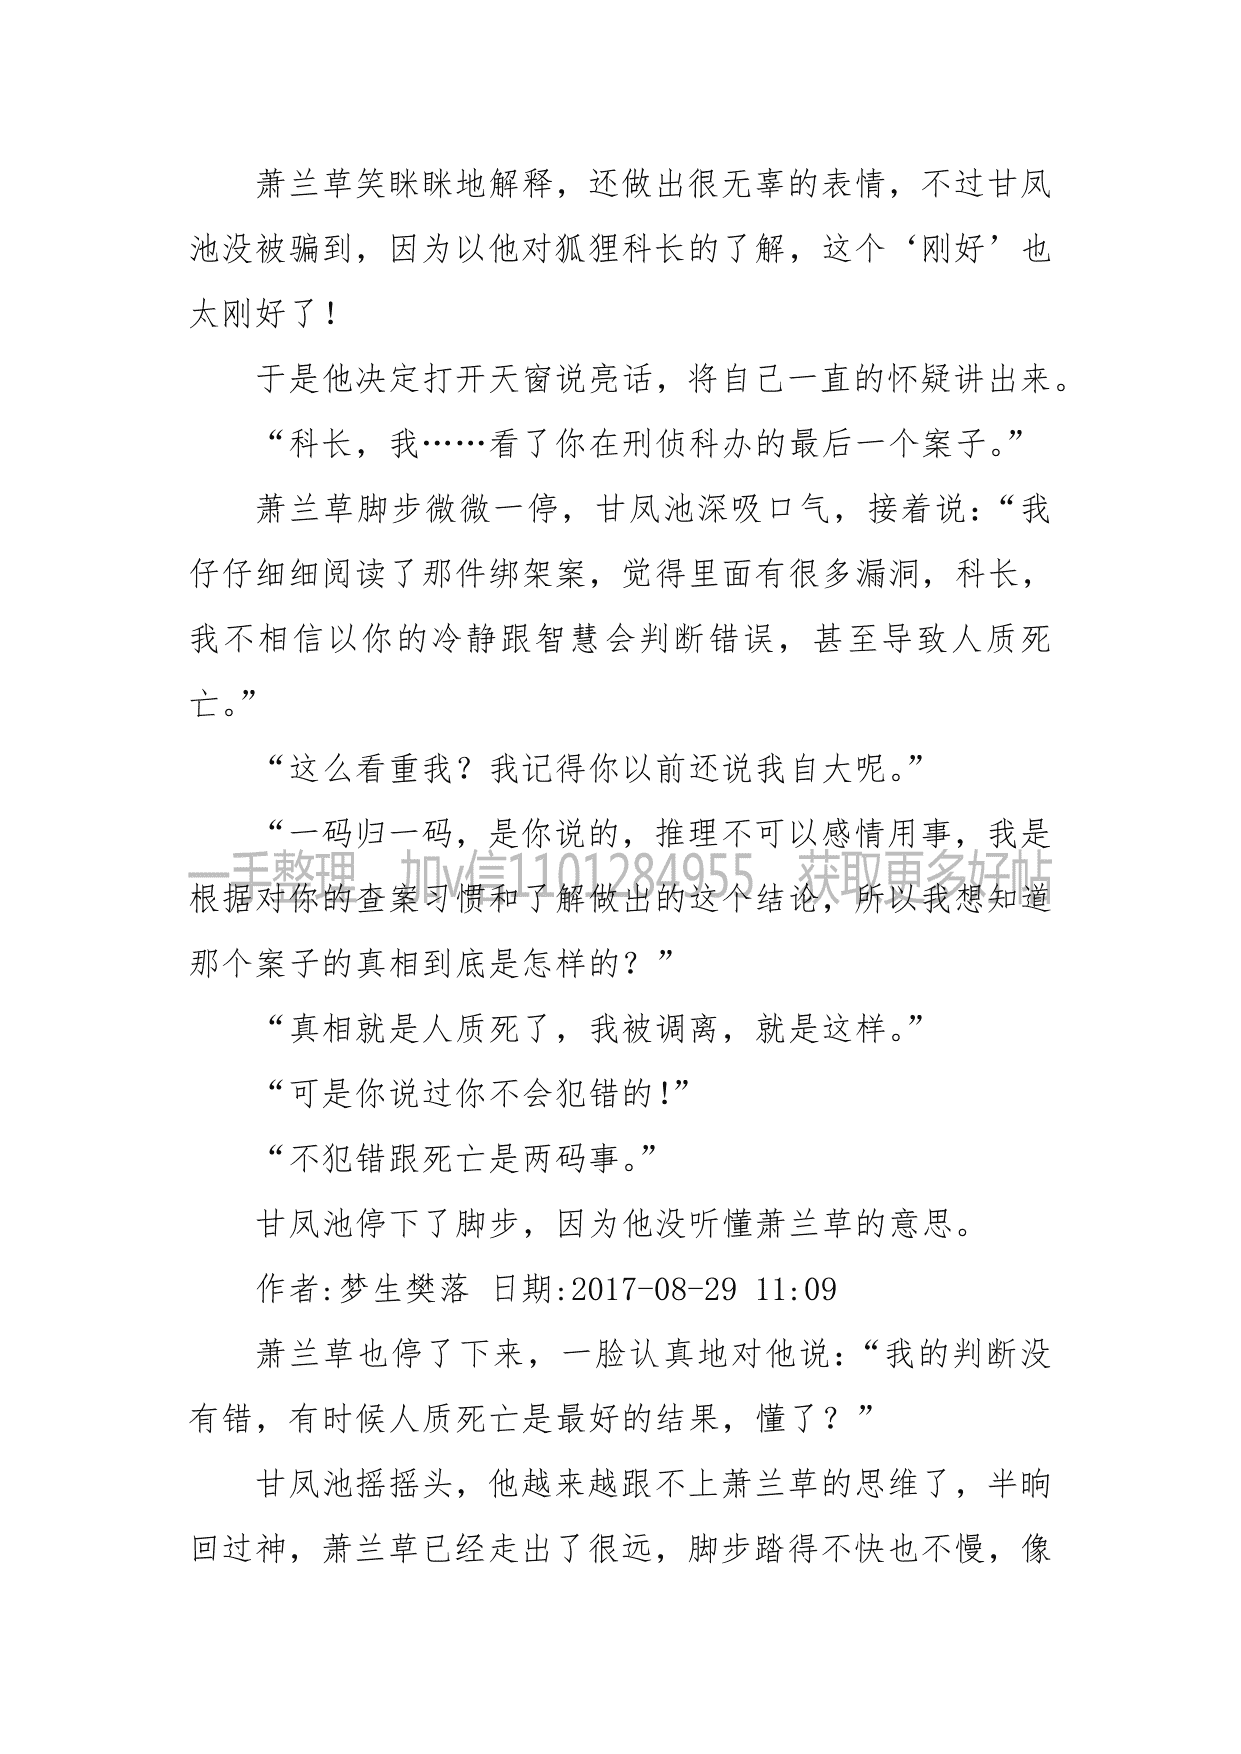 萧兰草笑眯眯地解释，还做出很无辜的表情，不过甘凤
池没被骗到，因为以他对狐狸科长的了解，这个‘刚好’也
太刚好了！
于是他决定打开天窗说亮话，将自己一直的怀疑讲出来。
“科长，我……看了你在刑侦科办的最后一个案子。”
萧兰草脚步微微一停，甘凤池深吸口气，接着说：“我
仔仔细细阅读了那件绑架案，觉得里面有很多漏洞，科长，
我不相信以你的冷静跟智慧会判断错误，甚至导致人质死
亡。”
“这么看重我？我记得你以前还说我自大呢。”
“一码归一码，是你说的，推理不可以感情用事，我是
一手整理 加v信1101284955 获取更多好帖
根据对你的查案习惯和了解做出的这个结论，所以我想知道
那个案子的真相到底是怎样的？”
“真相就是人质死了，我被调离，就是这样。”
“可是你说过你不会犯错的！”
“不犯错跟死亡是两码事。”
甘凤池停下了脚步，因为他没听懂萧兰草的意思。
作者:梦生樊落 日期:2017-08-29 11:09
萧兰草也停了下来，一脸认真地对他说：“我的判断没
有错，有时候人质死亡是最好的结果，懂了？”
甘凤池摇摇头，他越来越跟不上萧兰草的思维了，半晌
回过神，萧兰草已经走出了很远，脚步踏得不快也不慢，像